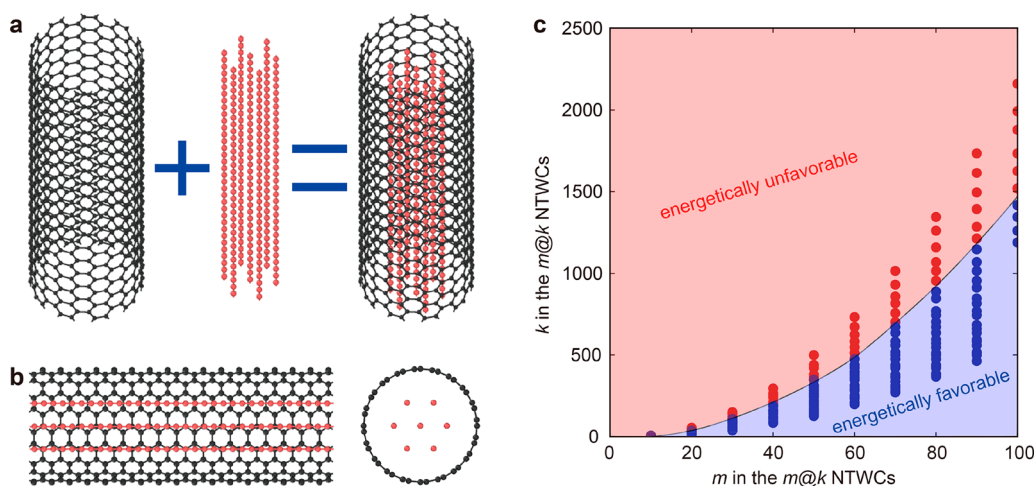 a
b
c
2500
2000
1500
1000
500
0
0
20
40
60
80
100
k in the m@k NTWCs
m in the m@k NTWCs
energetically unfavorable
energetically favorable